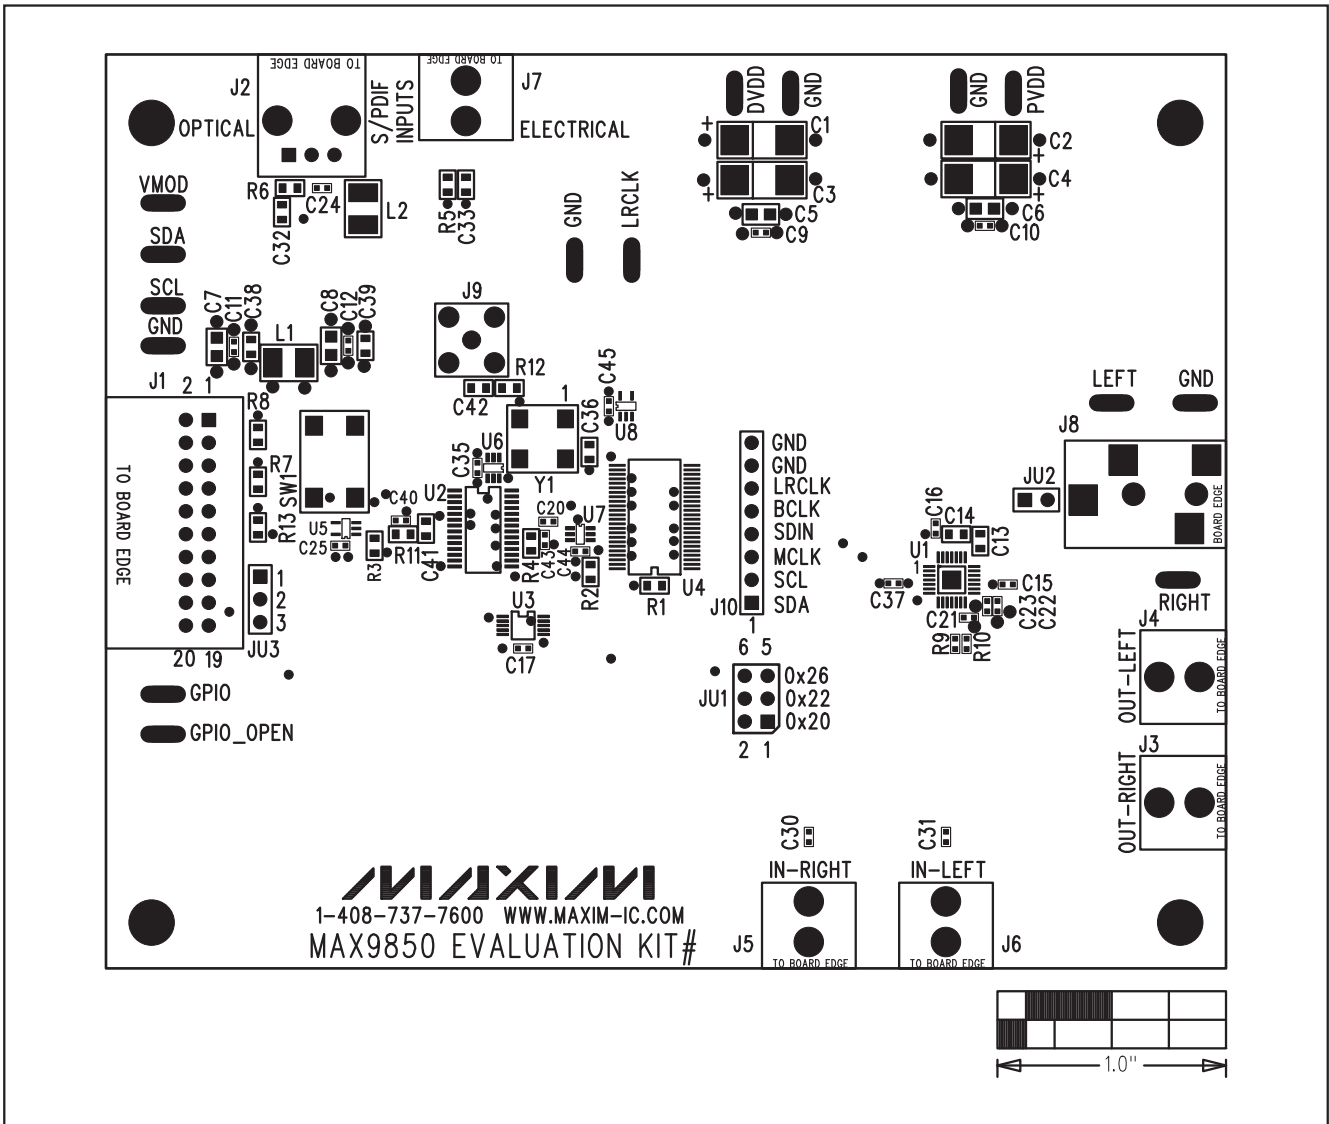 TO BOARD EDGE
J2
OPTICAL
S/PDIF
INPUTS
TO BOARD EDGE
J7
ELECTRICAL
DVDD
GND
GND
PVDD
+
C1
C2
+
+
C3
C4
+
C5
C6
C9
C10
VMOD
R6
C24
L2
C32
R5
C33
GND
LRCLK
SDA
SCL
GND
C7
C11
C38
C8
C12
C39
L1
J9
J1
2 1
R8
R7
R13
SW1
TO BOARD EDGE
U5
C25
R3
C40
R11
C41
U2
C42
R12
1
C36
C45
U8
C35
U6
Y1
C20
U7
R4
C43
C44
R2
R1
U4
U3
C17
1
2
3
JU3
20 19
GPIO
GPIO_OPEN
GND
GND
LRCLK
BCLK
SDIN
MCLK
SCL
SDA
J10
1
6 5
0x26
JU1
0x22
0x20
2 1
LEFT
GND
J8
JU2
BOARD EDGE
C16
C14
C13
U1
1
C37
C15
C23
C22
C21
R9
R10
RIGHT
J4
OUT-LEFT
TO BOARD EDGE
J3
OUT-RIGHT
TO BOARD EDGE
C30
C31
IN-RIGHT
IN-LEFT
J5
J6
TO BOARD EDGE
TO BOARD EDGE
MAXIM
1-408-737-7600 WWW.MAXIM-IC.COM
MAX9850 EVALUATION KIT#
1.0"